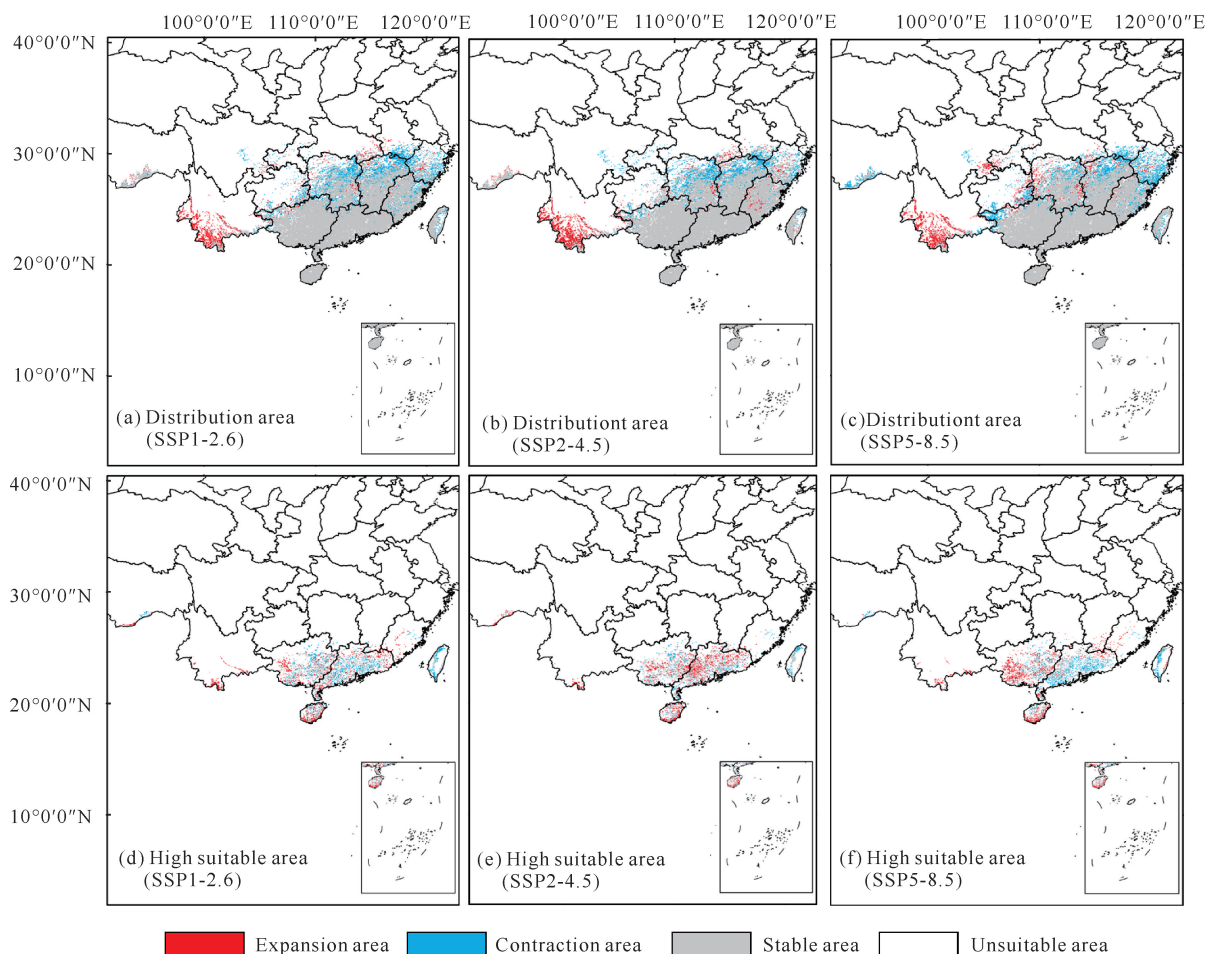 100°0′0″E 110°0′0″E 120°0′0″E 100°0′0″E 110°0′0″E 120°0′0″E 100°0′0″E 110°0′0″E 120°0′0″E
40°0′0″N
30°0′0″N
20°0′0″N
10°0′0″N
(a) Distribution area
(SSP1-2.6)
(b) Distributiont area
(SSP2-4.5)
(c) Distributiont area
(SSP5-8.5)
40°0′0″N
30°0′0″N
20°0′0″N
10°0′0″N
(d) High suitable area
(SSP1-2.6)
(e) High suitable area
(SSP2-4.5)
(f) High suitable area
(SSP5-8.5)
Expansion area Contraction area Stable area Unsuitable area